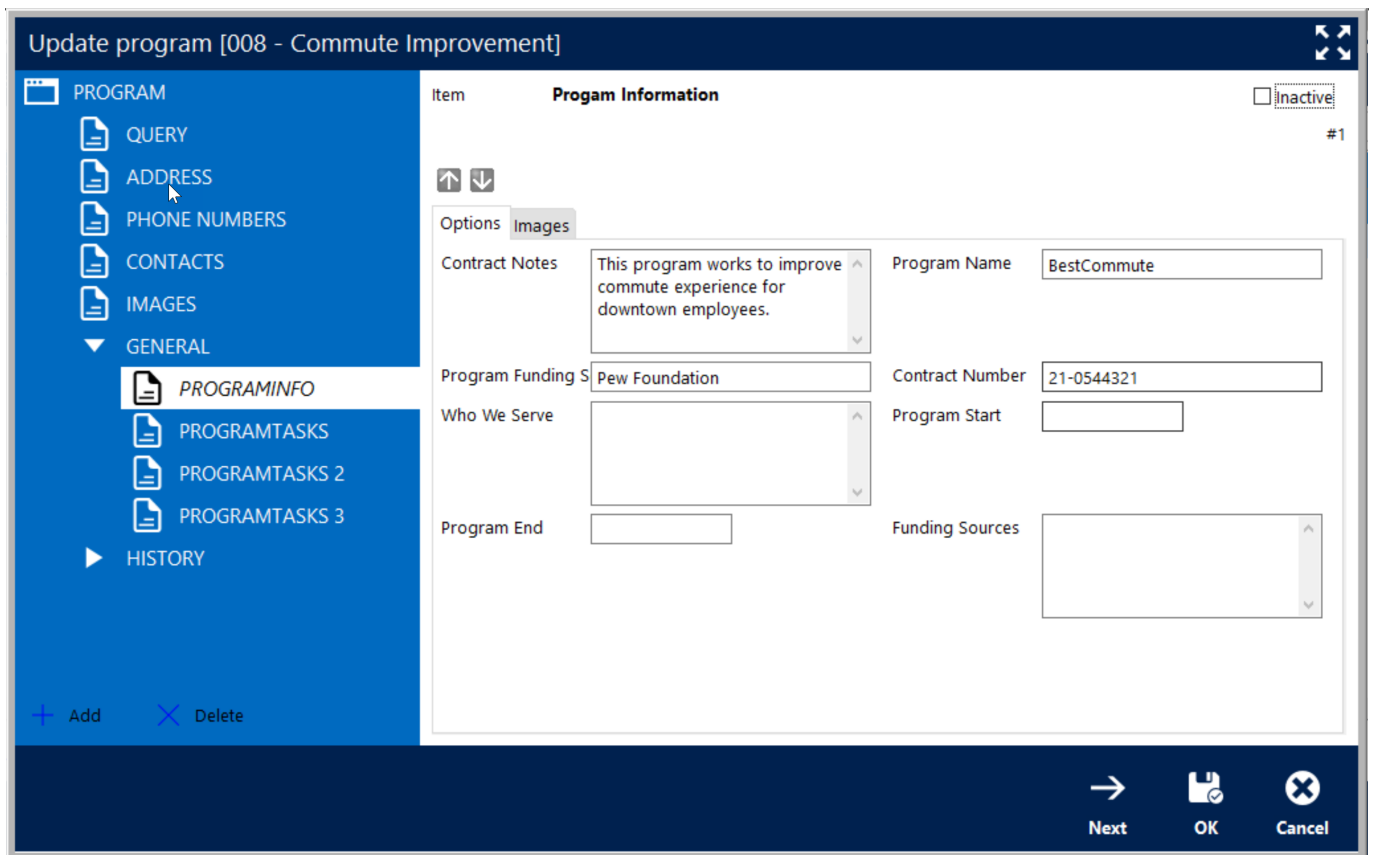 Update program [008 - Commute Improvement]
PROGRAM
QUERY
ADDRESS
PHONE NUMBERS
CONTACTS
IMAGES
GENERAL
PROGRAMINFO
PROGRAMTASKS
PROGRAMTASKS 2
PROGRAMTASKS 3
HISTORY
Add Delete
Item Progam Information Inactive
#1
Options Images
Contract Notes
This program works to improve
commute experience for
downtown employees.
Program Name BestCommute
Program Funding S Pew Foundation
Contract Number 21-0544321
Who We Serve
Program Start
Program End
Funding Sources
Next OK Cancel